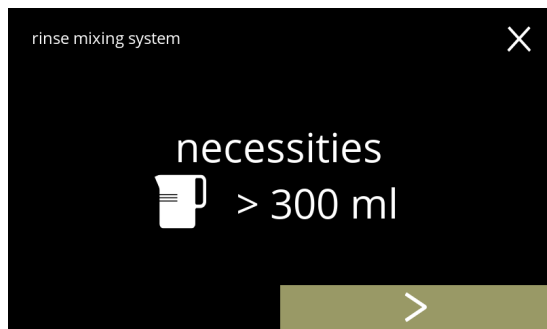 rinse mixing system
necessities
> 300 ml